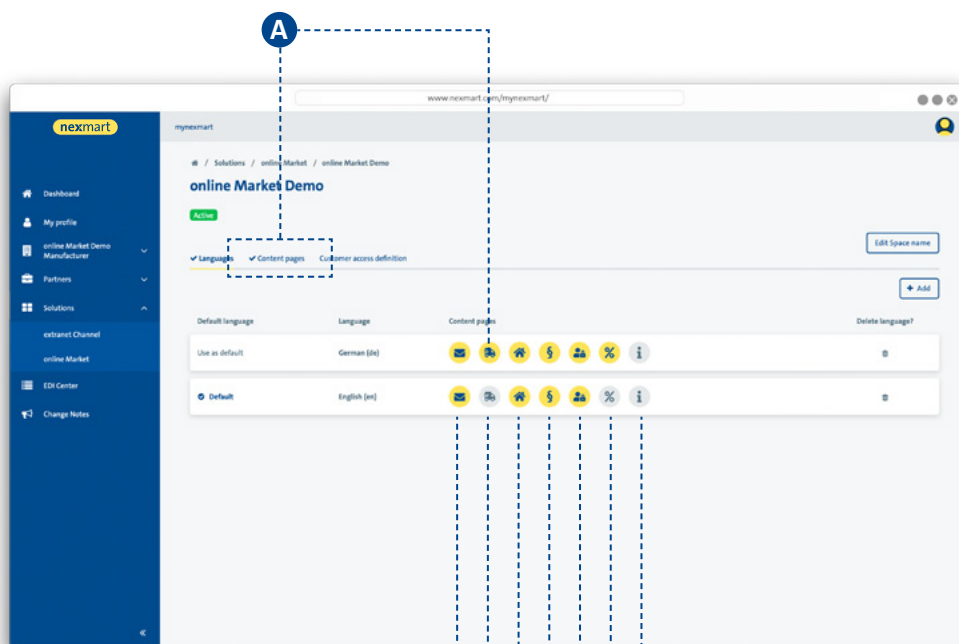 A
www.nexmart.com/mynexmart/
nexmart
mynexmart
/ Solutions / online Market / online Market Demo
online Market Demo
Active
Edit Space name
Languages Content pages Customer access definition
+ Add
Dashboard
My profile
online Market Demo
Manufacturer
Partners
Solutions
extranet Channel
online Market
EDI Center
Change Notes
«
Default language Language Content pages Delete language?
Use as default German (de) § % i
Default English (en) § % i